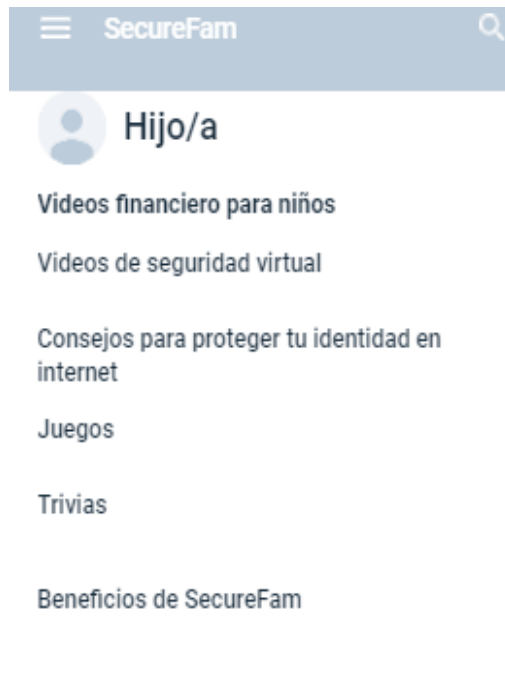 SecureFam
Hijo/a
Videos financiero para niños
Videos de seguridad virtual
Consejos para proteger tu identidad en
internet
Juegos
Trivias
Beneficios de SecureFam